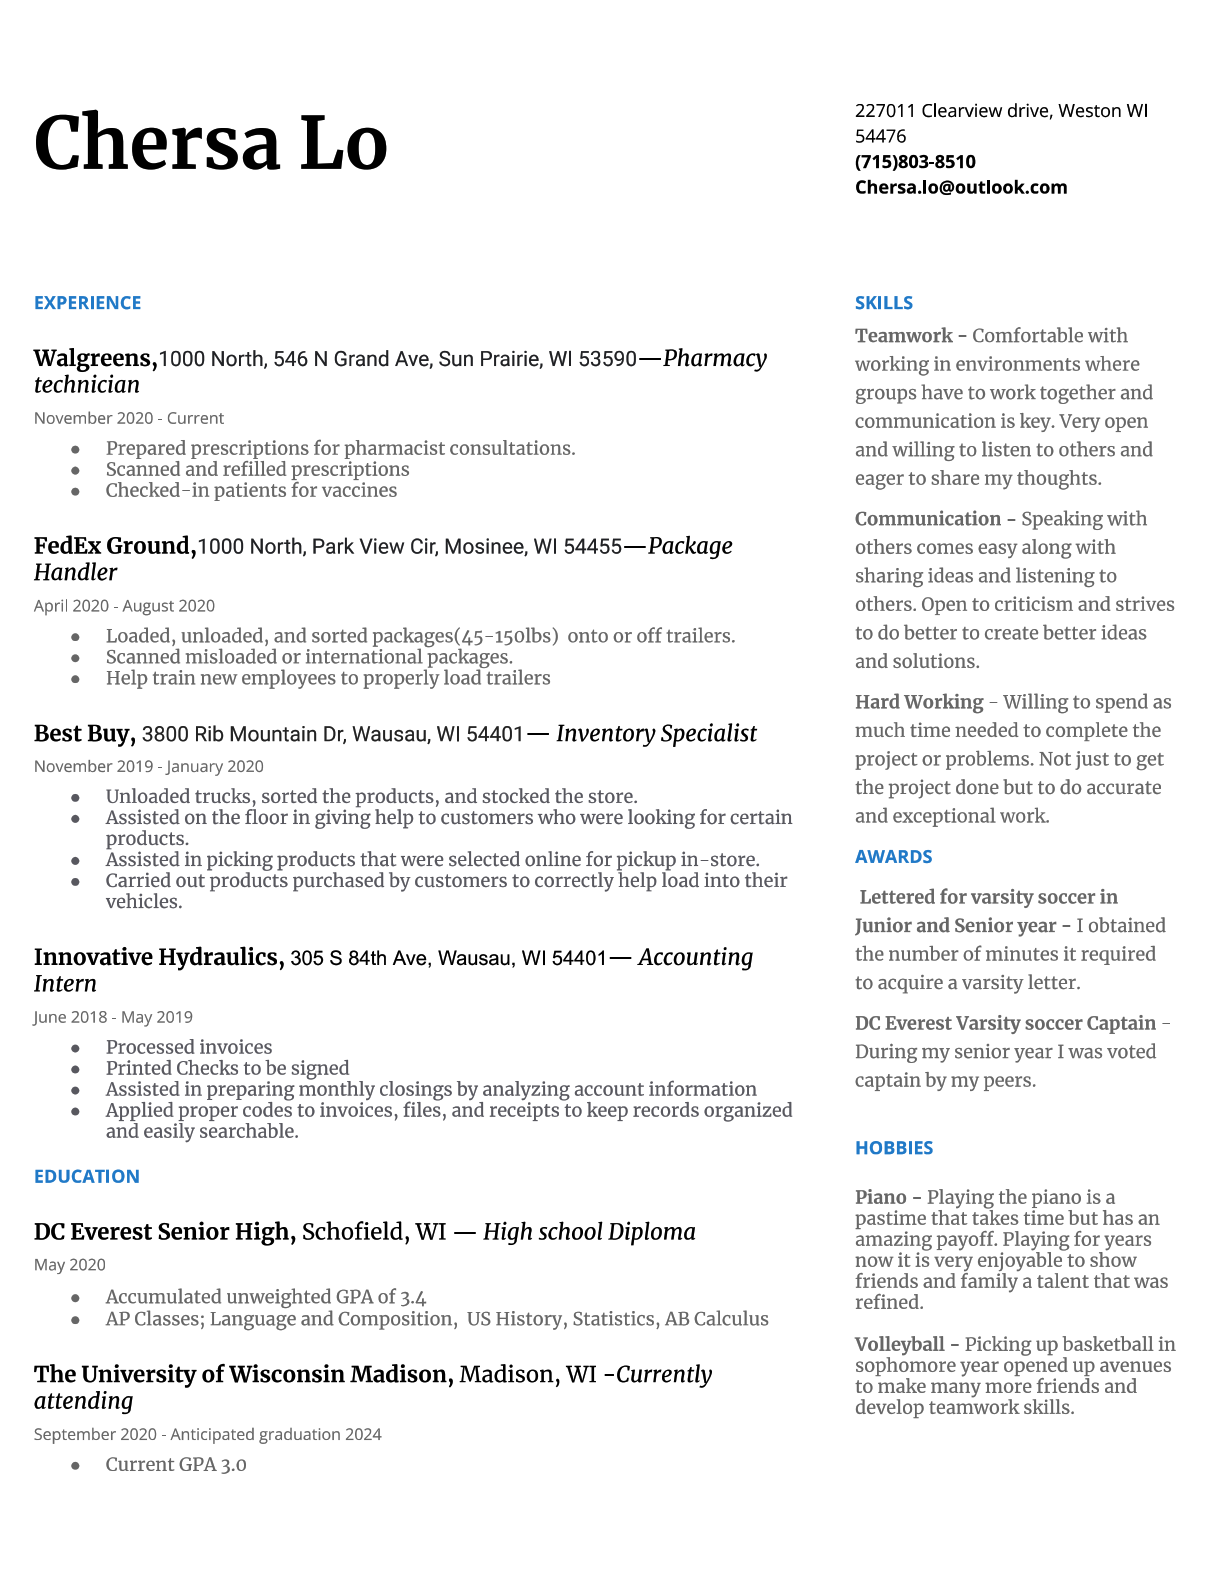 Chersa Lo
227011 Clearview drive, Weston WI
54476
(715)803-8510
Chersa.lo@outlook.com
EXPERIENCE
Walgreens,1000 North, 546 N Grand Ave, Sun Prairie, WI 53590—Pharmacy
technician
November 2020 - Current
● Prepared prescriptions for pharmacist consultations.
● Scanned and refilled prescriptions
● Checked-in patients for vaccines
FedEx Ground,1000 North, Park View Cir, Mosinee, WI 54455—Package
Handler
April 2020 - August 2020
● Loaded, unloaded, and sorted packages(45-150lbs)  onto or off trailers.
● Scanned misloaded or international packages.
● Help train new employees to properly load trailers
Best Buy, 3800 Rib Mountain Dr, Wausau, WI 54401— Inventory Specialist
November 2019 - January 2020
● Unloaded trucks, sorted the products, and stocked the store.
● Assisted on the floor in giving help to customers who were looking for certain
products.
● Assisted in picking products that were selected online for pickup in-store.
● Carried out products purchased by customers to correctly help load into their
vehicles.
Innovative Hydraulics, 305 S 84th Ave, Wausau, WI 54401— Accounting
Intern
June 2018 - May 2019
● Processed invoices
● Printed Checks to be signed
● Assisted in preparing monthly closings by analyzing account information
● Applied proper codes to invoices, files, and receipts to keep records organized
and easily searchable.
EDUCATION
DC Everest Senior High, Schofield, WI — High school Diploma
May 2020
● Accumulated unweighted GPA of 3.4
● AP Classes; Language and Composition,  US History, Statistics, AB Calculus
The University of Wisconsin Madison, Madison, WI -Currently
attending
September 2020 - Anticipated graduation 2024
● Current GPA 3.0
SKILLS
Teamwork - Comfortable with
working in environments where
groups have to work together and
communication is key. Very open
and willing to listen to others and
eager to share my thoughts.
Communication - Speaking with
others comes easy along with
sharing ideas and listening to
others. Open to criticism and strives
to do better to create better ideas
and solutions.
Hard Working - Willing to spend as
much time needed to complete the
project or problems. Not just to get
the project done but to do accurate
and exceptional work.
AWARDS
Lettered for varsity soccer in
Junior and Senior year - I obtained
the number of minutes it required
to acquire a varsity letter.
DC Everest Varsity soccer Captain -
During my senior year I was voted
captain by my peers.
HOBBIES
Piano - Playing the piano is a
pastime that takes time but has an
amazing payoff. Playing for years
now it is very enjoyable to show
friends and family a talent that was
refined.
Volleyball - Picking up basketball in
sophomore year opened up avenues
to make many more friends and
develop teamwork skills.